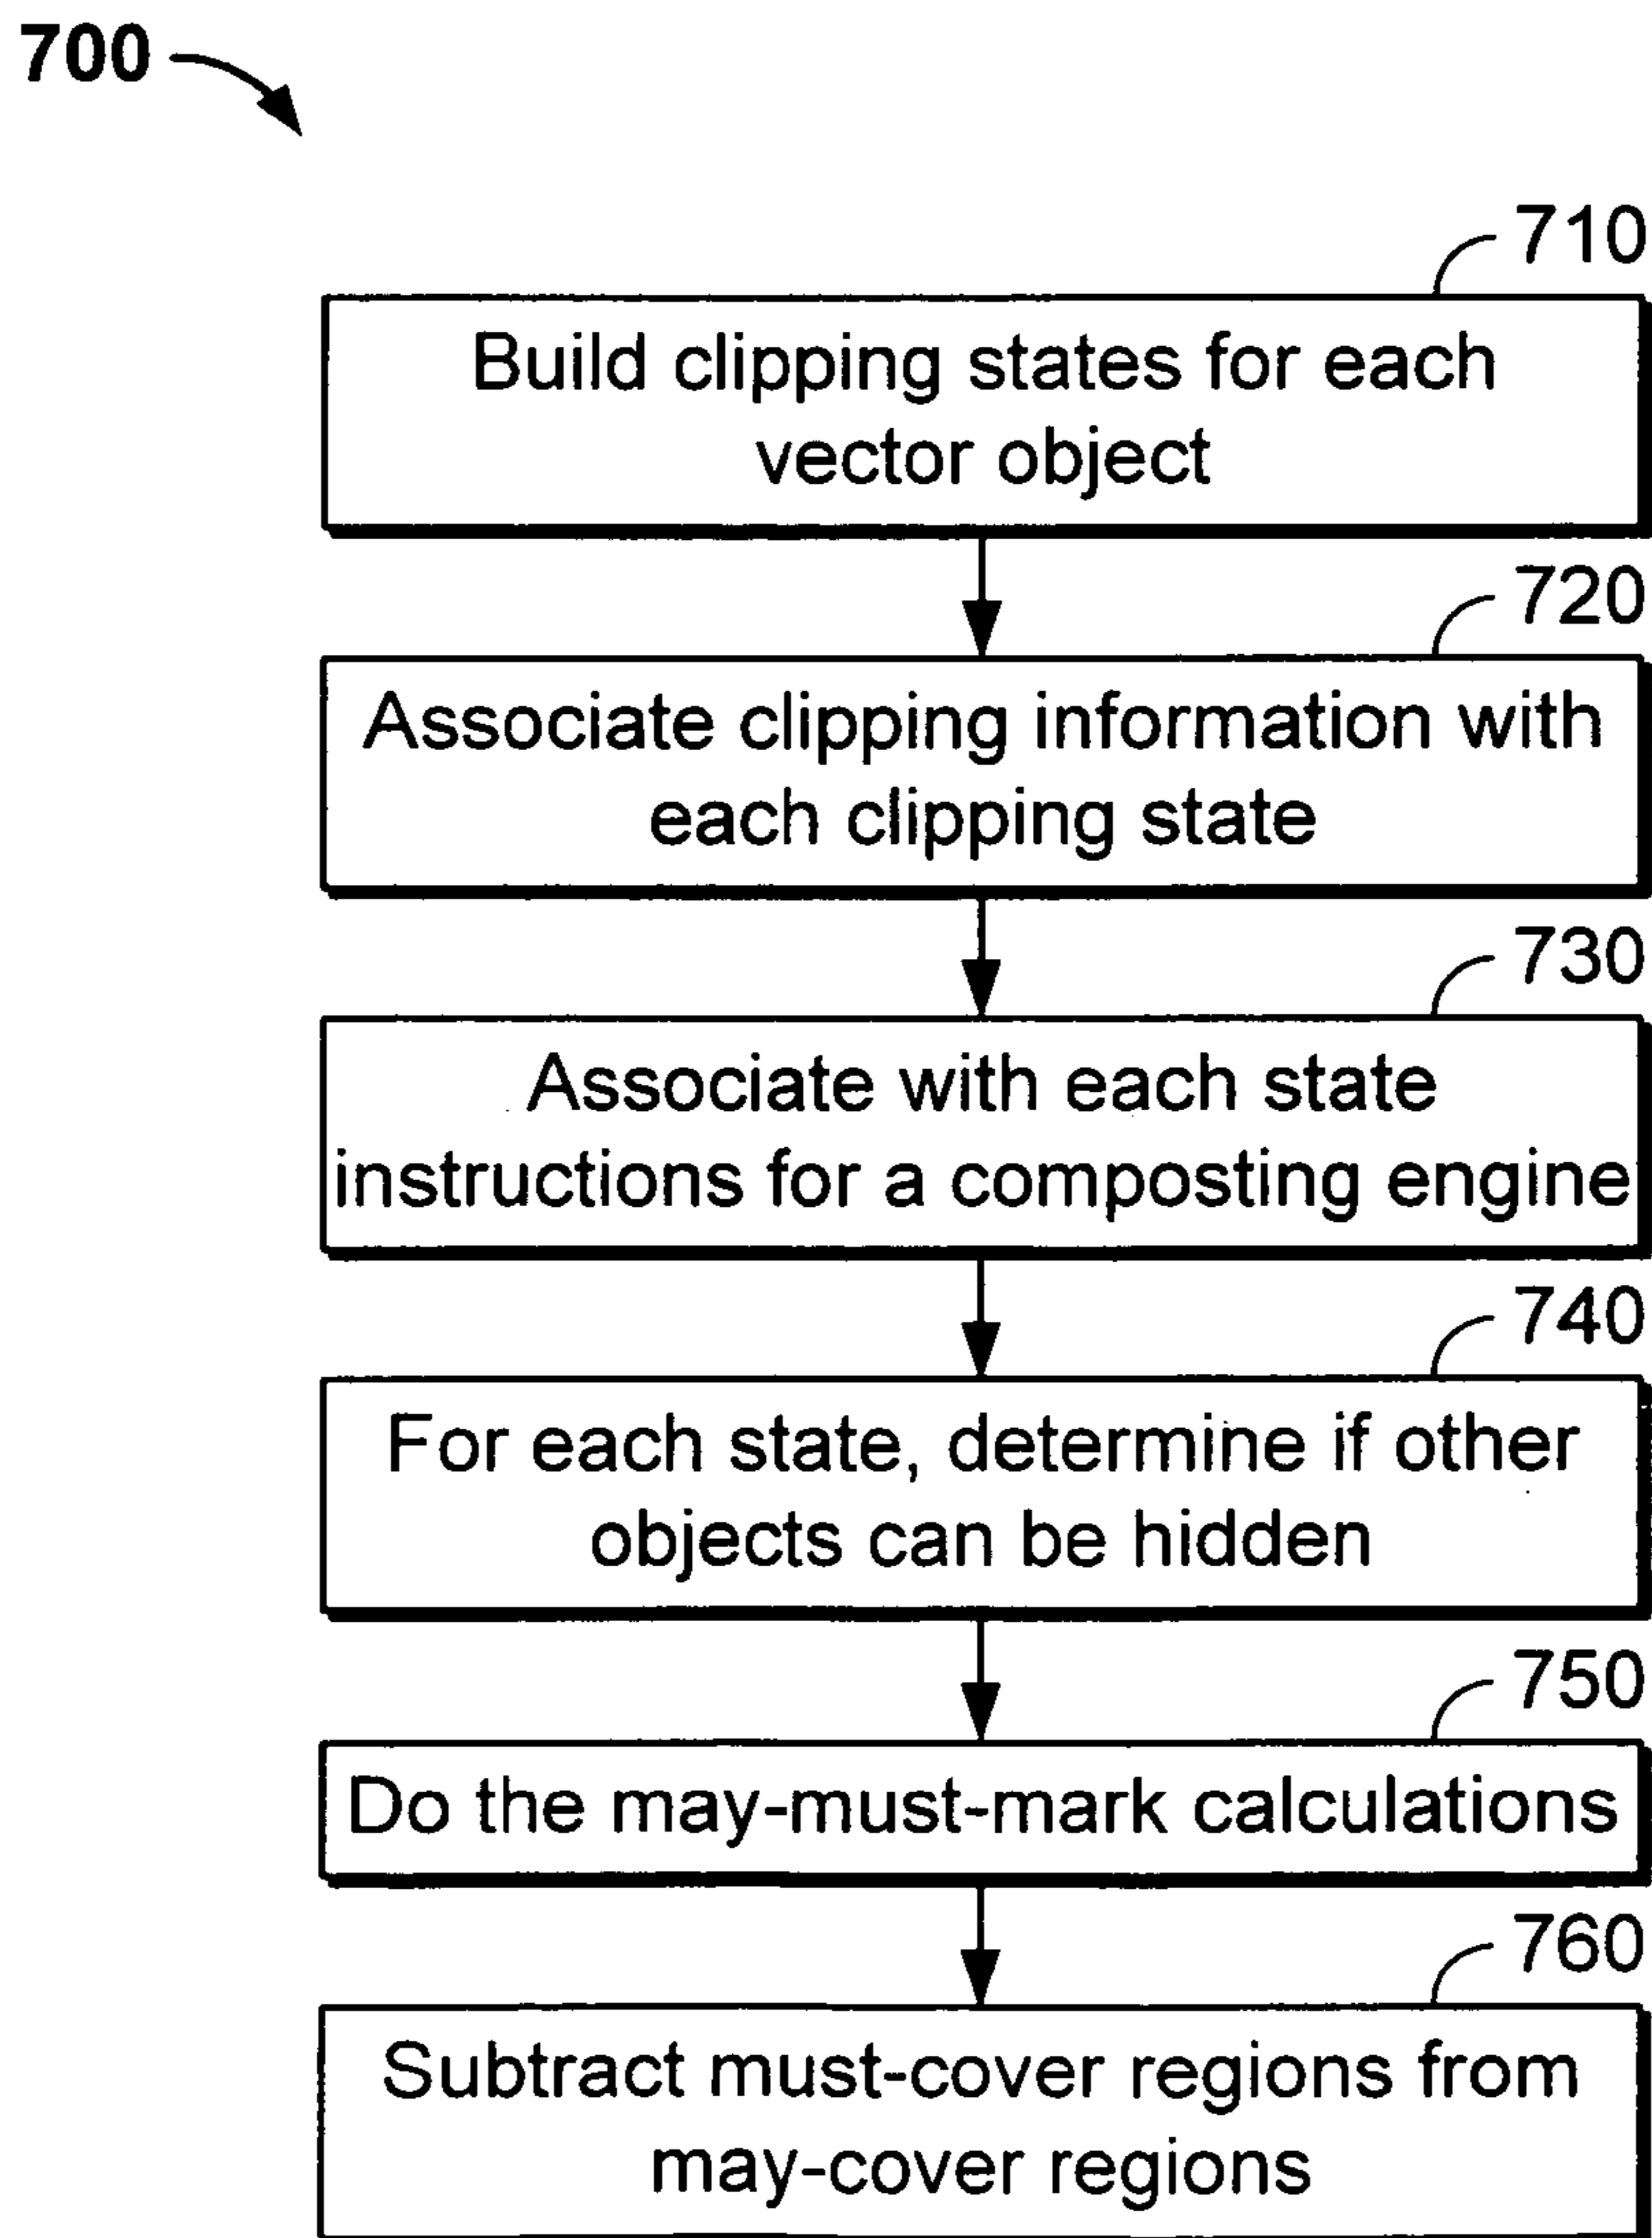 700
710
Build clipping states for each
vector object
720
Associate clipping information with
each clipping state
730
Associate with each state
instructions for a composting engine
740
For each state, determine if other
objects can be hidden
750
Do the may-must-mark calculations
760
Subtract must-cover regions from
may-cover regions